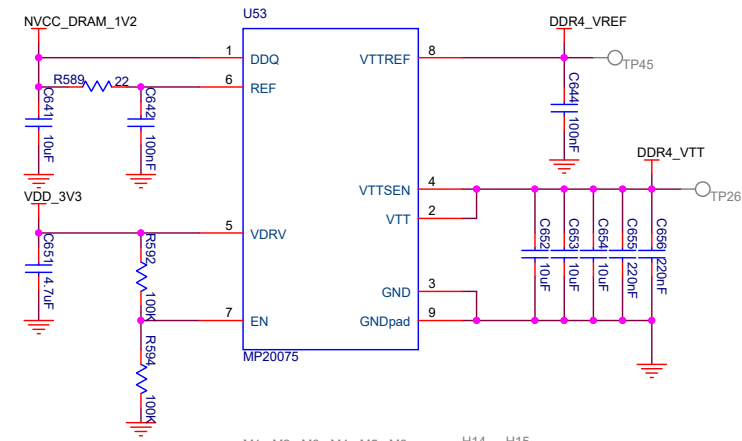 U53
NVCC_DRAM_1V2
DDR4_VREF
1
DDQ
VTTREF
8
TP45
R589
22
6
REF
C641
10uF
C642
100nF
C644
100nF
DDR4_VTT
VDD_3V3
VTTSEN
4
TP26
VTT
2
5
VDRV
C651
4.7uF
R592
100K
C652
10uF
C653
10uF
C654
10uF
C655
220nF
C656
220nF
GND
3
7
EN
GNDpad
9
MP20075
R594
100K
H14
H15